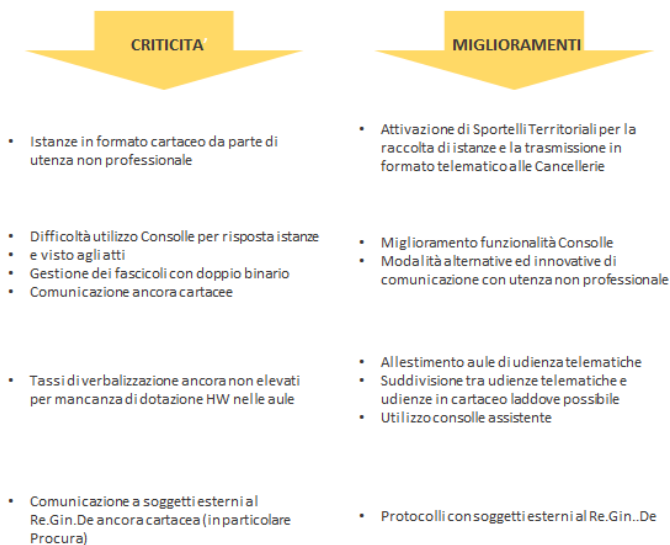 CRITICITA'
MIGLIORAMENTI
• Istanze in formato cartaceo da parte di
utenza non professionale
• Attivazione di Sportelli Territoriali per la
raccolta di istanze e la trasmissione in
formato telematico alle Cancellerie
• Difficoltà utilizzo Consolle per risposta istanze
• e visto agli atti
• Gestione dei fascicoli con doppio binario
• Comunicazione ancora cartacee
• Miglioramento funzionalità Consolle
• Modalità alternative ed innovative di
comunicazione con utenza non professionale
• Tassi di verbalizzazione ancora non elevati
per mancanza di dotazione HW nelle aule
• Allestimento aule di udienza telematiche
• Suddivisione tra udienze telematiche e
udienze in cartaceo laddove possibile
• Utilizzo consolle assistente
• Comunicazione a soggetti esterni al
Re.Gin.De ancora cartacea (in particolare
Procura)
• Protocolli con soggetti esterni al Re.Gin..De